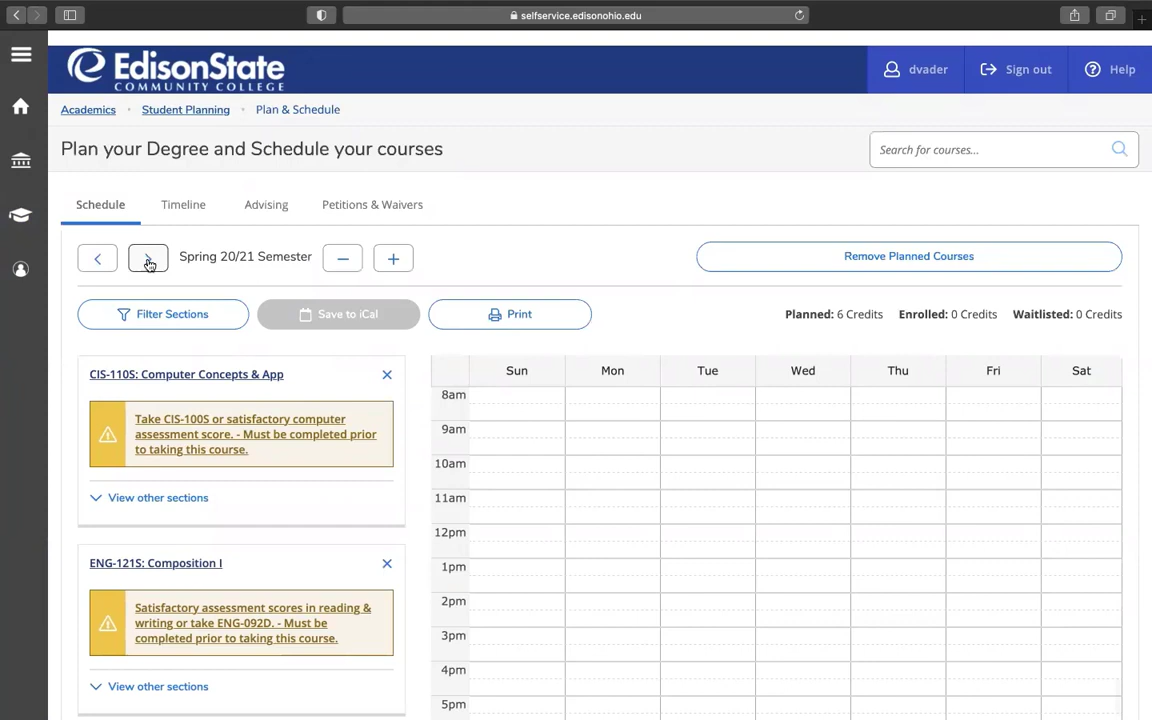 selfservice.edisonohio.edu
EdisonState
COMMUNITY COLLEGE
dvader
Sign out
Help
Academics · Student Planning · Plan & Schedule
Plan your Degree and Schedule your courses
Search for courses...
Schedule
Timeline
Advising
Petitions & Waivers
Spring 20/21 Semester
Remove Planned Courses
Filter Sections
Save to iCal
Print
Planned: 6 Credits
Enrolled: 0 Credits
Waitlisted: 0 Credits
CIS-110S: Computer Concepts & App
Take CIS-100S or satisfactory computer
assessment score. - Must be completed prior
to taking this course.
View other sections
ENG-121S: Composition I
Satisfactory assessment scores in reading &
writing or take ENG-092D. - Must be
completed prior to taking this course.
View other sections
Sun
Mon
Tue
Wed
Thu
Fri
Sat
8am
9am
10am
11am
12pm
1pm
2pm
3pm
4pm
5pm